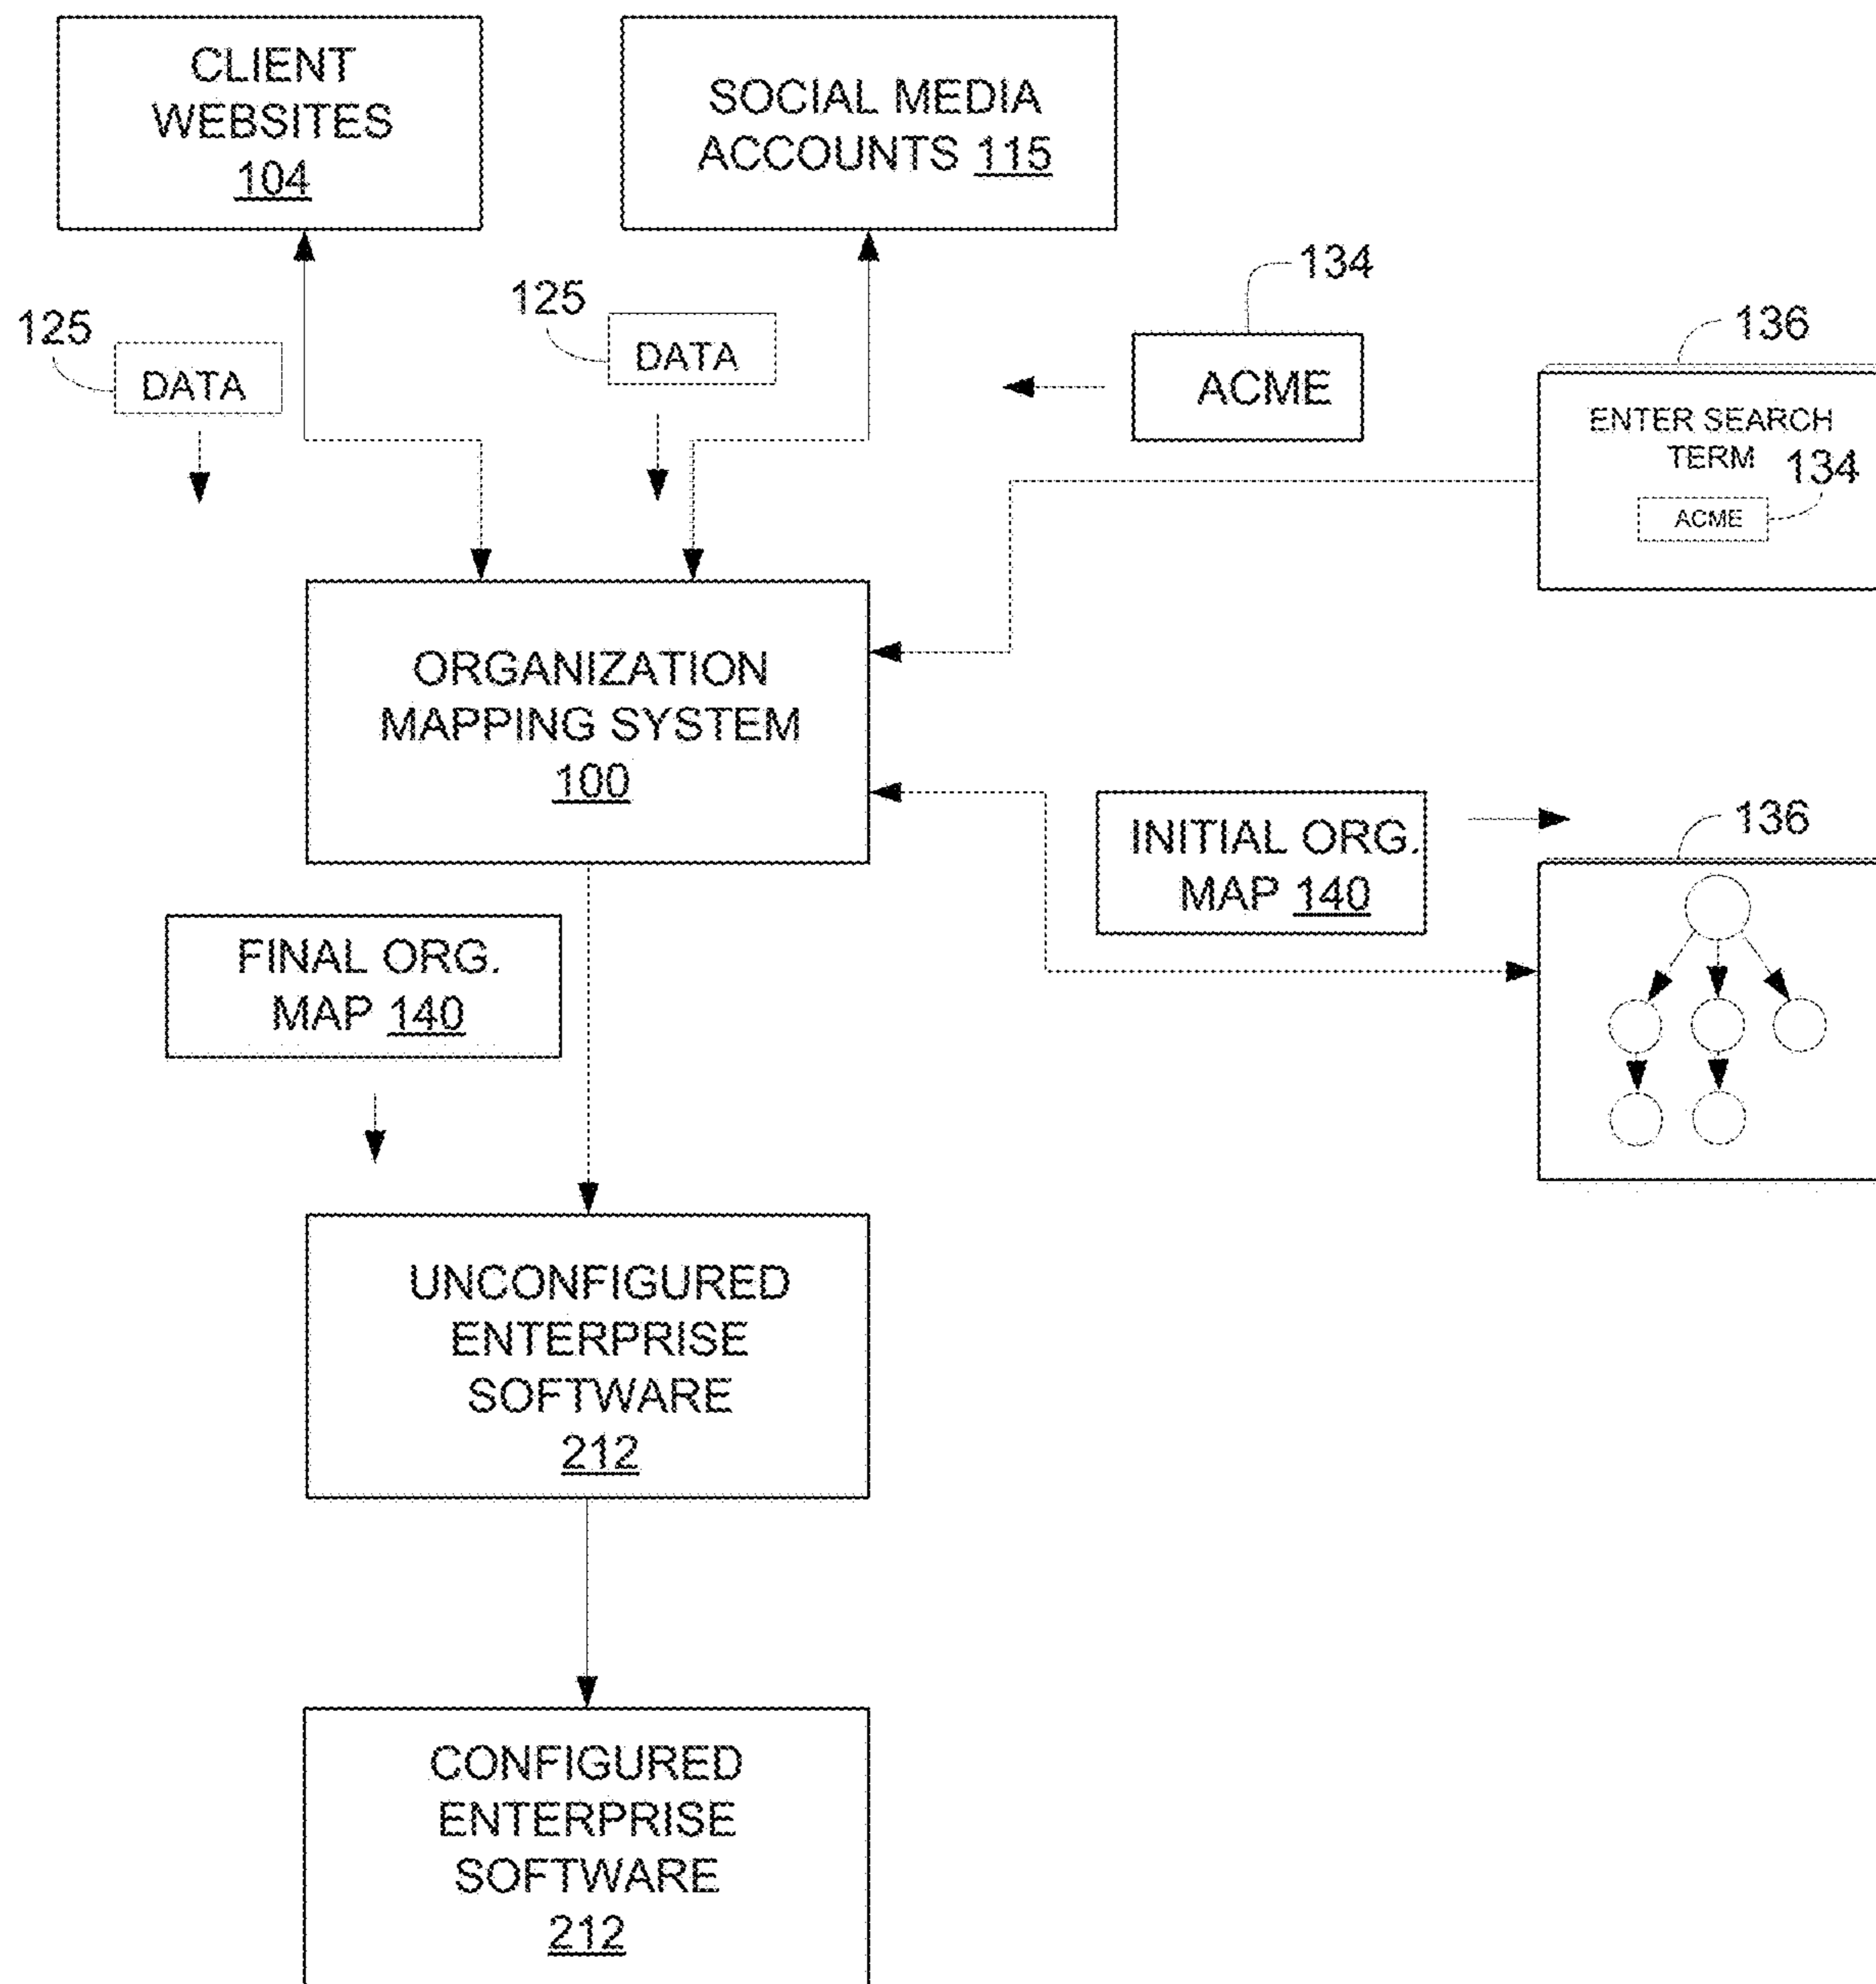 CLIENT
WEBSITES
104
SOCIAL MEDIA
ACCOUNTS 115
125
DATA
125
DATA
134
ACME
136
ENTER SEARCH
TERM 134
ACME
ORGANIZATION
MAPPING SYSTEM
100
INITIAL ORG.
MAP 140
136
FINAL ORG.
MAP 140
UNCONFIGURED
ENTERPRISE
SOFTWARE
212
CONFIGURED
ENTERPRISE
SOFTWARE
212